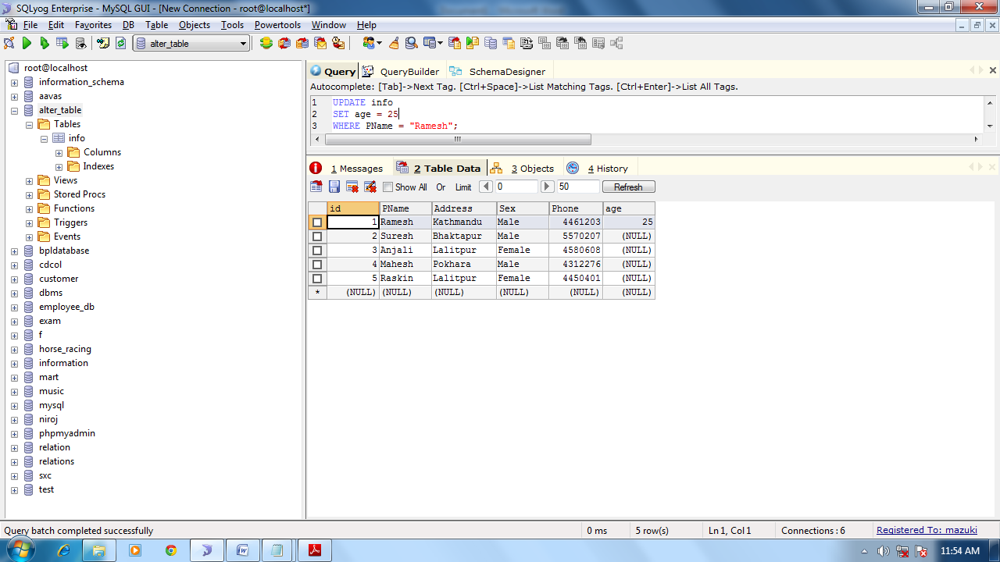 SQLyog Enterprise - MySQL GUI - [New Connection - root@localhost*]
File Edit Favorites DB Table Objects Tools Powertools Window Help
alter_table
root@localhost
information_schema
aavas
alter_table
Tables
info
Columns
Indexes
Views
Stored Procs
Functions
Triggers
Events
bpldatabase
cdcol
customer
dbms
employee_db
exam
f
horse_racing
information
mart
music
mysql
niroj
phpmyadmin
relation
relations
sxc
test
Query QueryBuilder SchemaDesigner
Autocomplete: [Tab]->Next Tag. [Ctrl+Space]->List Matching Tags. [Ctrl+Enter]->List All Tags.
1 UPDATE info
2 SET age = 25
3 WHERE PName = "Ramesh";
1 Messages 2 Table Data 3 Objects 4 History
Show All Or Limit 0 50 Refresh
id PName Address Sex Phone age
1 Ramesh Kathmandu Male 4461203 25
2 Suresh Bhaktapur Male 5570207 (NULL)
3 Anjali Lalitpur Female 4580608 (NULL)
4 Mahesh Pokhara Male 4312276 (NULL)
5 Raskin Lalitpur Female 4450401 (NULL)
* (NULL) (NULL) (NULL) (NULL) (NULL) (NULL)
Query batch completed successfully 0 ms 5 row(s) Ln 1, Col 1 Connections : 6 Registered To: mazuki
11:54 AM